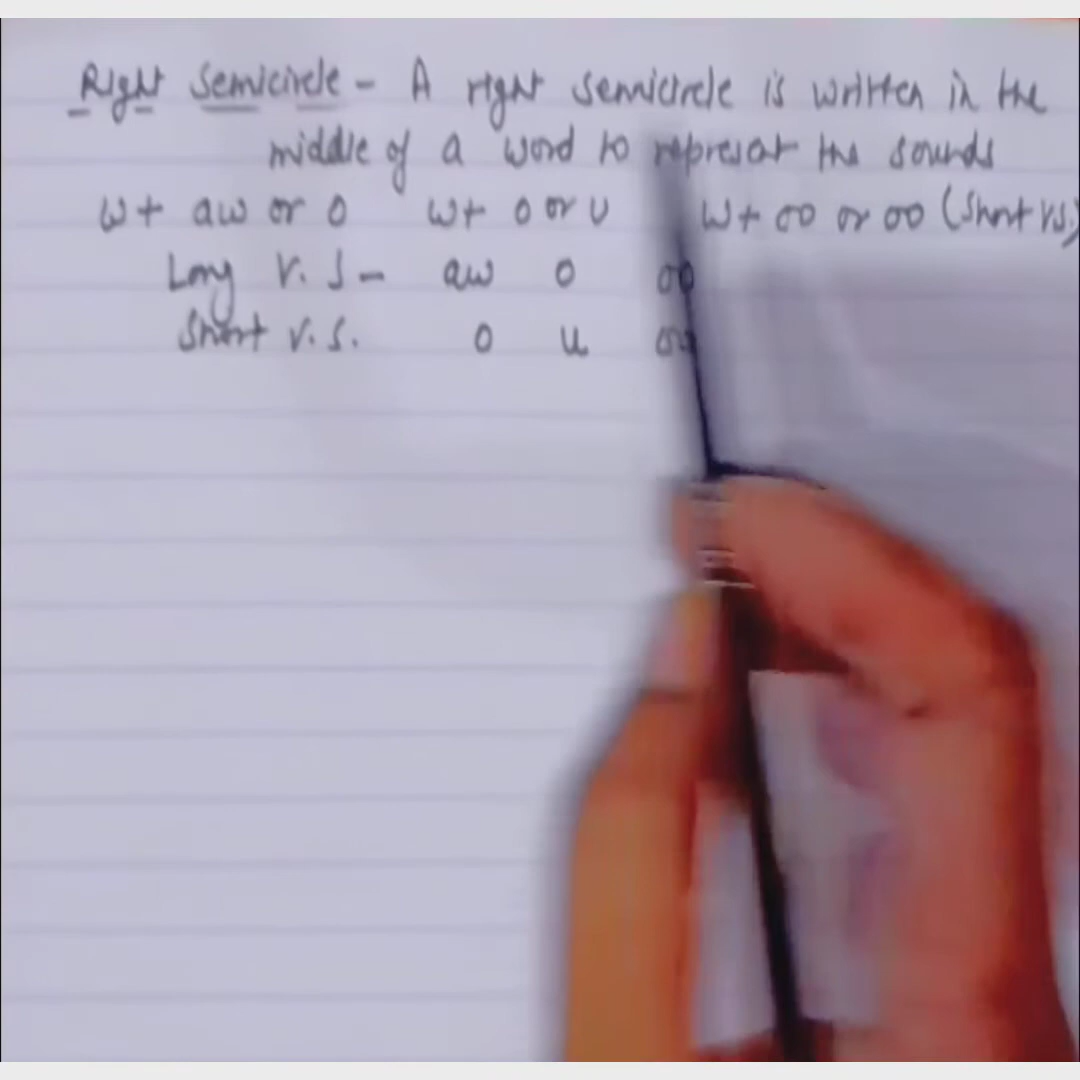 Right Semicircle - A right semicircle is written in the
middle of a word to represent the sounds
w+ aw or o w+ o or u w+ oo or oo (Short v.s.)
Long v.s - aw o oo
Short v.s. o u oo